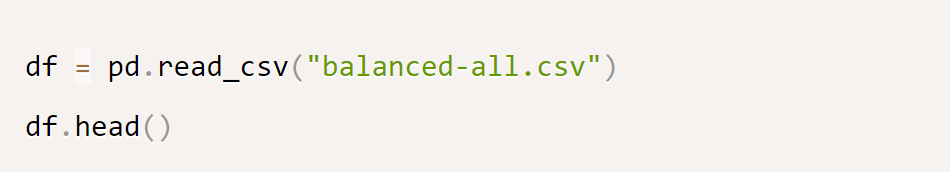 df = pd.read_csv("balanced-all.csv")
df.head()